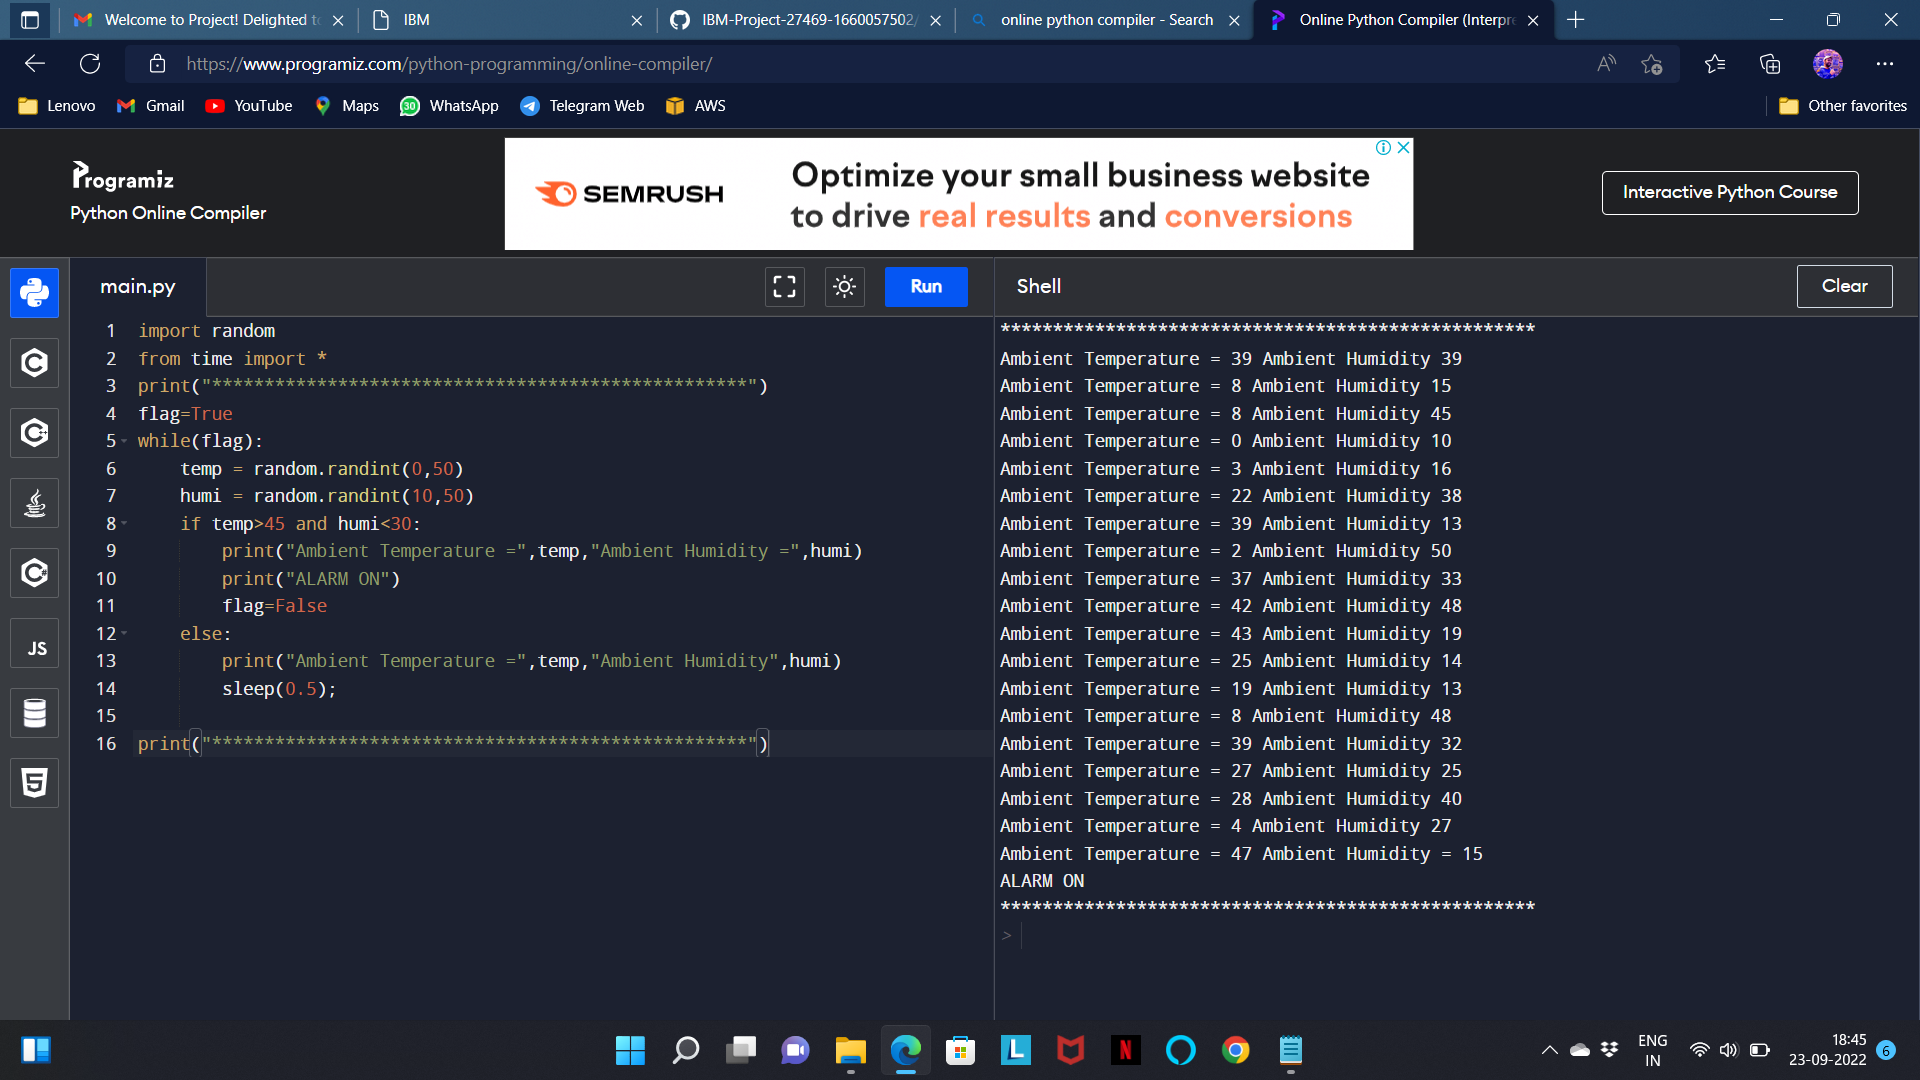 Welcome to Project! Delighted t
IBM
IBM-Project-27469-1660057502/
online python compiler - Search
Online Python Compiler (Interpre
https://www.programiz.com/python-programming/online-compiler/
Lenovo
Gmail
YouTube
Maps
30
WhatsApp
Telegram Web
AWS
Other favorites
Programiz
Python Online Compiler
SEMRUSH
Optimize your small business website
to drive real results and conversions
Interactive Python Course
main.py
Run
Shell
Clear
1 import random
2 from time import *
3 print("***************************************************")
4 flag=True
5 while(flag):
6 temp = random.randint(0,50)
7 humi = random.randint(10,50)
8 if temp>45 and humi<30:
9 print("Ambient Temperature =",temp,"Ambient Humidity =",humi)
10 print("ALARM ON")
11 flag=False
12 else:
13 print("Ambient Temperature =",temp,"Ambient Humidity",humi)
14 sleep(0.5);
15
16 print("***************************************************")
JS
***************************************************
Ambient Temperature = 39 Ambient Humidity 39
Ambient Temperature = 8 Ambient Humidity 15
Ambient Temperature = 8 Ambient Humidity 45
Ambient Temperature = 0 Ambient Humidity 10
Ambient Temperature = 3 Ambient Humidity 16
Ambient Temperature = 22 Ambient Humidity 38
Ambient Temperature = 39 Ambient Humidity 13
Ambient Temperature = 2 Ambient Humidity 50
Ambient Temperature = 37 Ambient Humidity 33
Ambient Temperature = 42 Ambient Humidity 48
Ambient Temperature = 43 Ambient Humidity 19
Ambient Temperature = 25 Ambient Humidity 14
Ambient Temperature = 19 Ambient Humidity 13
Ambient Temperature = 8 Ambient Humidity 48
Ambient Temperature = 39 Ambient Humidity 32
Ambient Temperature = 27 Ambient Humidity 25
Ambient Temperature = 28 Ambient Humidity 40
Ambient Temperature = 4 Ambient Humidity 27
Ambient Temperature = 47 Ambient Humidity = 15
ALARM ON
***************************************************
>
ENG
IN
18:45
23-09-2022
6